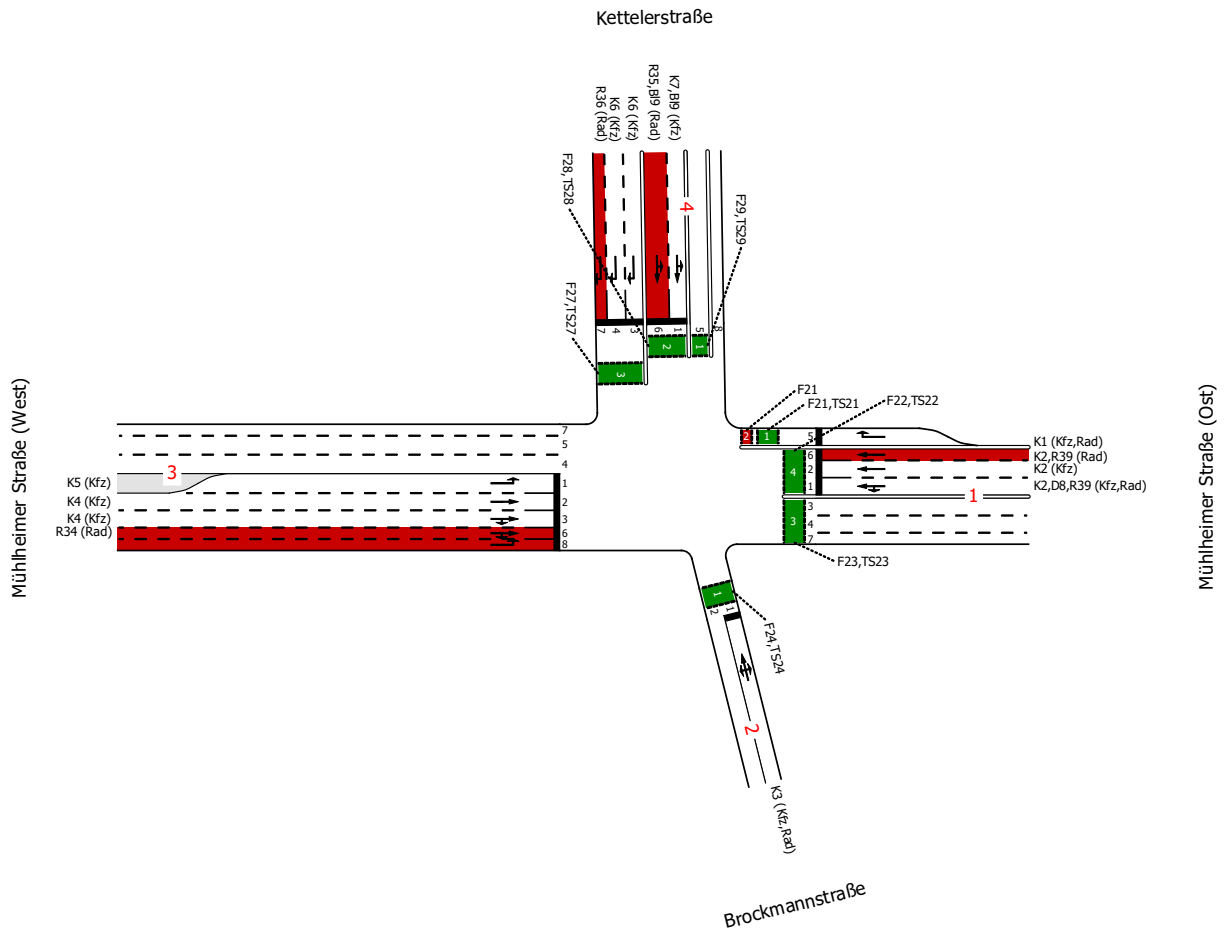 Kettelerstraße
R36 (Rad)
K6 (Kfz)
K6 (Kfz)
R35,Bl9 (Rad)
K7,Bl9 (Kfz)
F28,TS28
F29,TS29
F27,TS27
4
7
4
3
6
1
5
8
2
1
3
Mühlheimer Straße (West)
K5 (Kfz)
K4 (Kfz)
K4 (Kfz)
R34 (Rad)
3
7
5
4
1
2
3
6
8
F21
F21,TS21
F22,TS22
2
1
5
6
2
1
3
4
7
4
3
1
K1 (Kfz,Rad)
K2,R39 (Rad)
K2 (Kfz)
K2,D8,R39 (Kfz,Rad)
F23,TS23
Mühlheimer Straße (Ost)
1
1
2
F24,TS24
2
K3 (Kfz,Rad)
Brockmannstraße